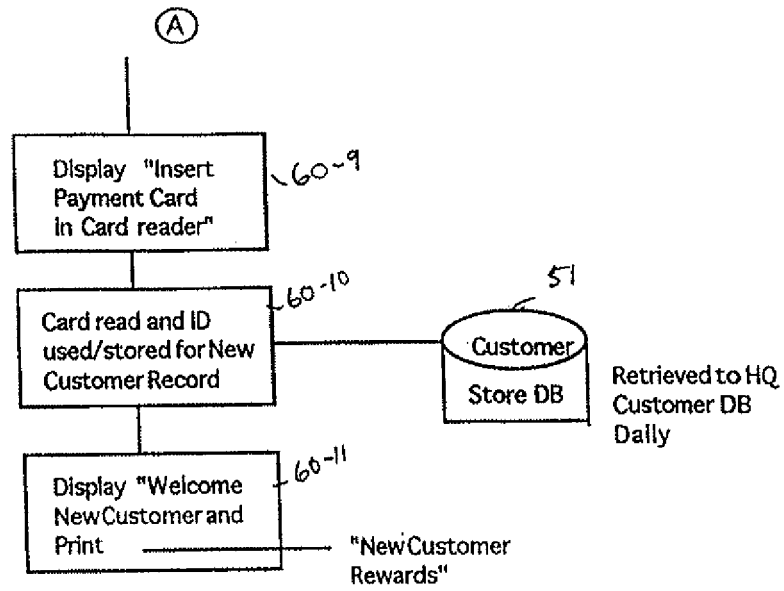 A
Display "Insert
Payment Card
in Card reader"
60-9
Card read and ID
used/stored for New
Customer Record
60-10
51
Customer
Store DB
Retrieved to HQ
Customer DB
Daily
Display "Welcome
New Customer and
Print
60-11
"New Customer
Rewards"